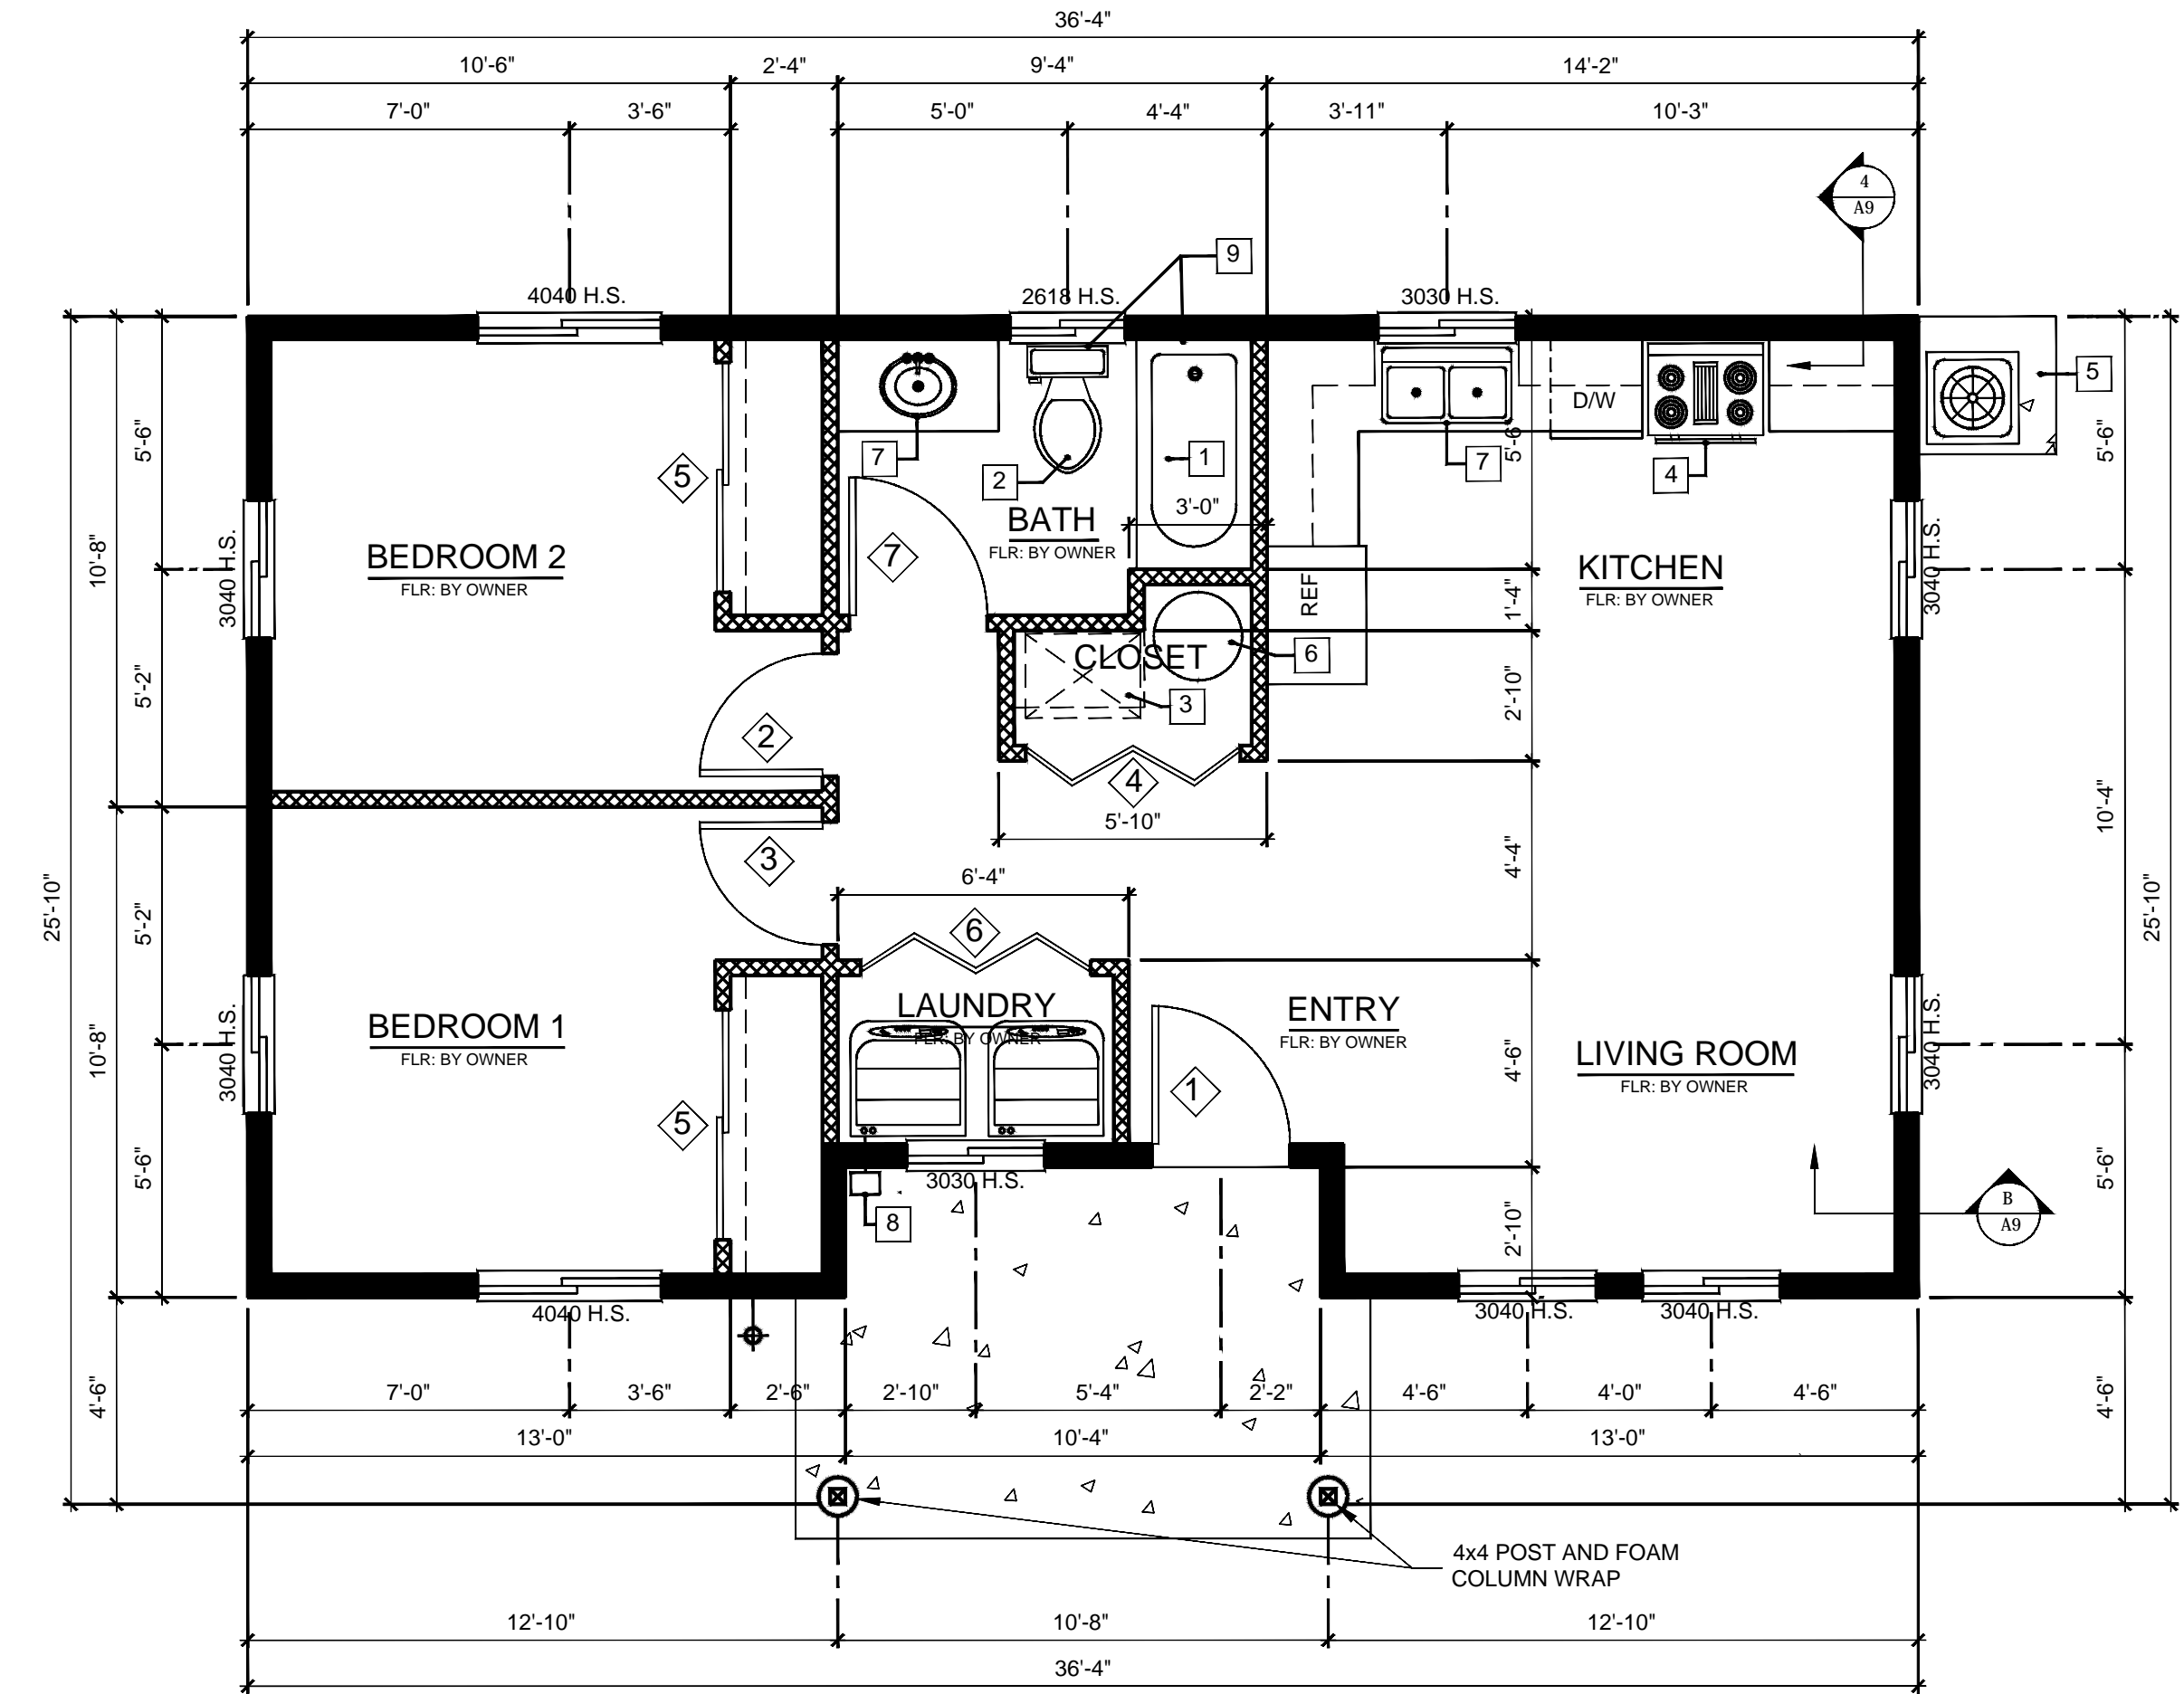 36'-4"
10'-6" 2'-4" 9'-4" 14'-2"
7'-0" 3'-6" 5'-0" 4'-4" 3'-11" 10'-3"
4
A9
9
4040 H.S. 2618 H.S. 3030 H.S.
5
D/W
5'-6" 5'-6 5'-6"
5 7 2 1 7 4
3'-0"
BATH
FLR: BY OWNER
7
10'-8"
3040 H.S.
BEDROOM 2
FLR: BY OWNER
REF
KITCHEN
FLR: BY OWNER
3040 H.S.
1'-4"
CLOSET
6
3
5'-2"
2'-10"
2
4
5'-10"
10'-4"
3
4'-4"
6'-4"
25'-10"
5'-2"
25'-10"
6
LAUNDRY
FLR: BY OWNER
ENTRY
FLR: BY OWNER
BEDROOM 1
FLR: BY OWNER
LIVING ROOM
FLR: BY OWNER
10'-8"
3040 H.S.
4'-6"
3040 H.S.
1
5
5'-6"
5'-6"
3030 H.S.
8
2'-10"
B
A9
4040 H.S. 3040 H.S. 3040 H.S.
4'-6" 4'-6"
7'-0" 3'-6" 2'-6" 2'-10" 5'-4" 2'-2" 4'-6" 4'-0" 4'-6"
13'-0" 10'-4" 13'-0"
4x4 POST AND FOAM
COLUMN WRAP
12'-10" 10'-8" 12'-10"
36'-4"